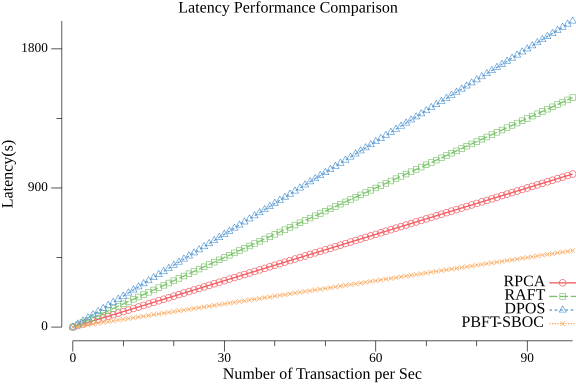 Latency Performance Comparison
1800
900
0
Latency(s)
RPCA
RAFT
DPOS
PBFT-SBOC
0 30 60 90
Number of Transaction per Sec